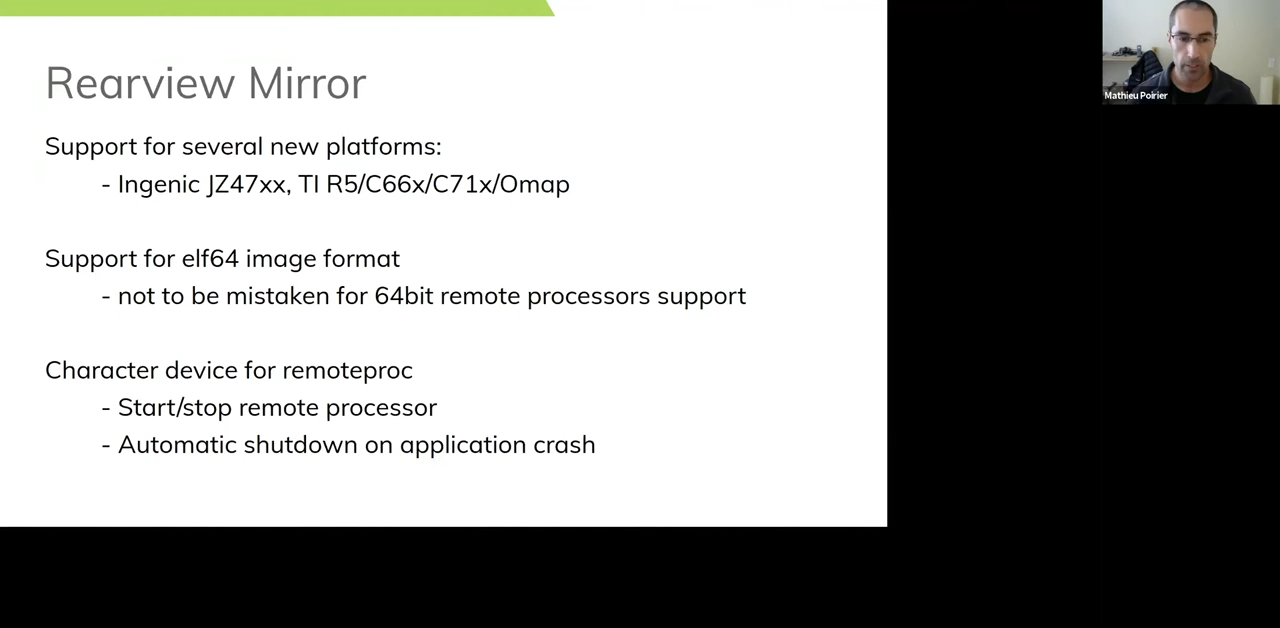 Rearview Mirror
Support for several new platforms:
- Ingenic JZ47xx, TI R5/C66x/C71x/Omap
Support for elf64 image format
- not to be mistaken for 64bit remote processors support
Character device for remoteproc
- Start/stop remote processor
- Automatic shutdown on application crash
Mathieu Poirier